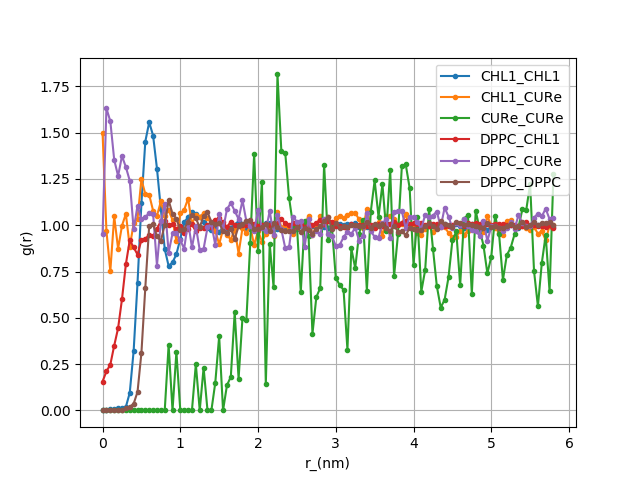 1.75
1.50
1.25
1.00
0.75
0.50
0.25
0.00
g(r)
0 1 2 3 4 5 6
r_(nm)
CHL1_CHL1
CHL1_CURe
CURe_CURe
DPPC_CHL1
DPPC_CURe
DPPC_DPPC